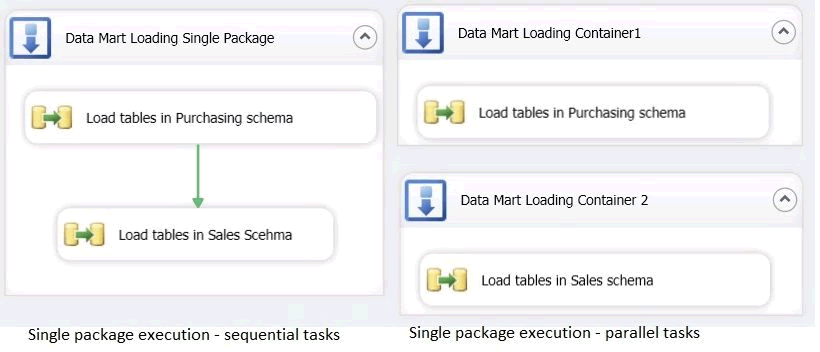 Data Mart Loading Single Package
Load tables in Purchasing schema
Load tables in Sales Scehma
Single package execution - sequential tasks
Data Mart Loading Container1
Load tables in Purchasing schema
Data Mart Loading Container 2
Load tables in Sales schema
Single package execution - parallel tasks